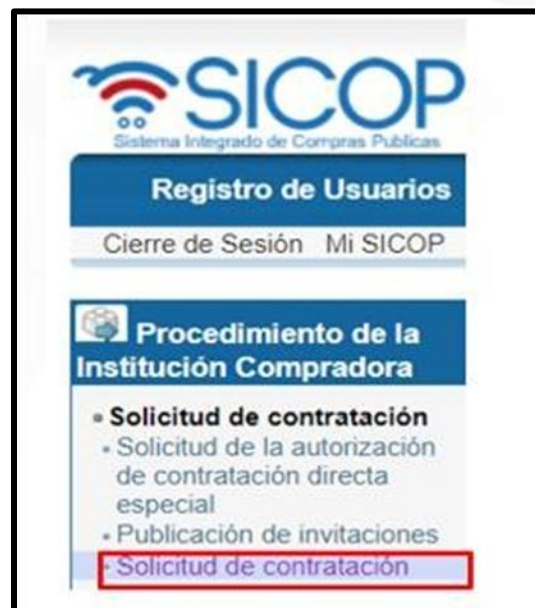 SICOP
Sistema Integrado de Compras Publicas
Registro de Usuarios
Cierre de Sesión Mi SICOP
Procedimiento de la
Institución Compradora
Solicitud de contratación
Solicitud de la autorización
de contratación directa
especial
Publicación de invitaciones
Solicitud de contratación